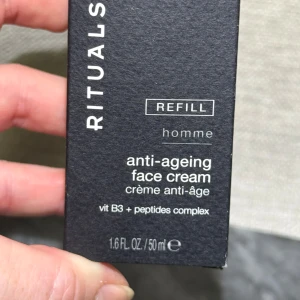 RITUALS
REFILL
homme
anti-ageing
face cream
crème anti-âge
vit B3 + peptides complex
1.6 FL. OZ. / 50 ml ℮